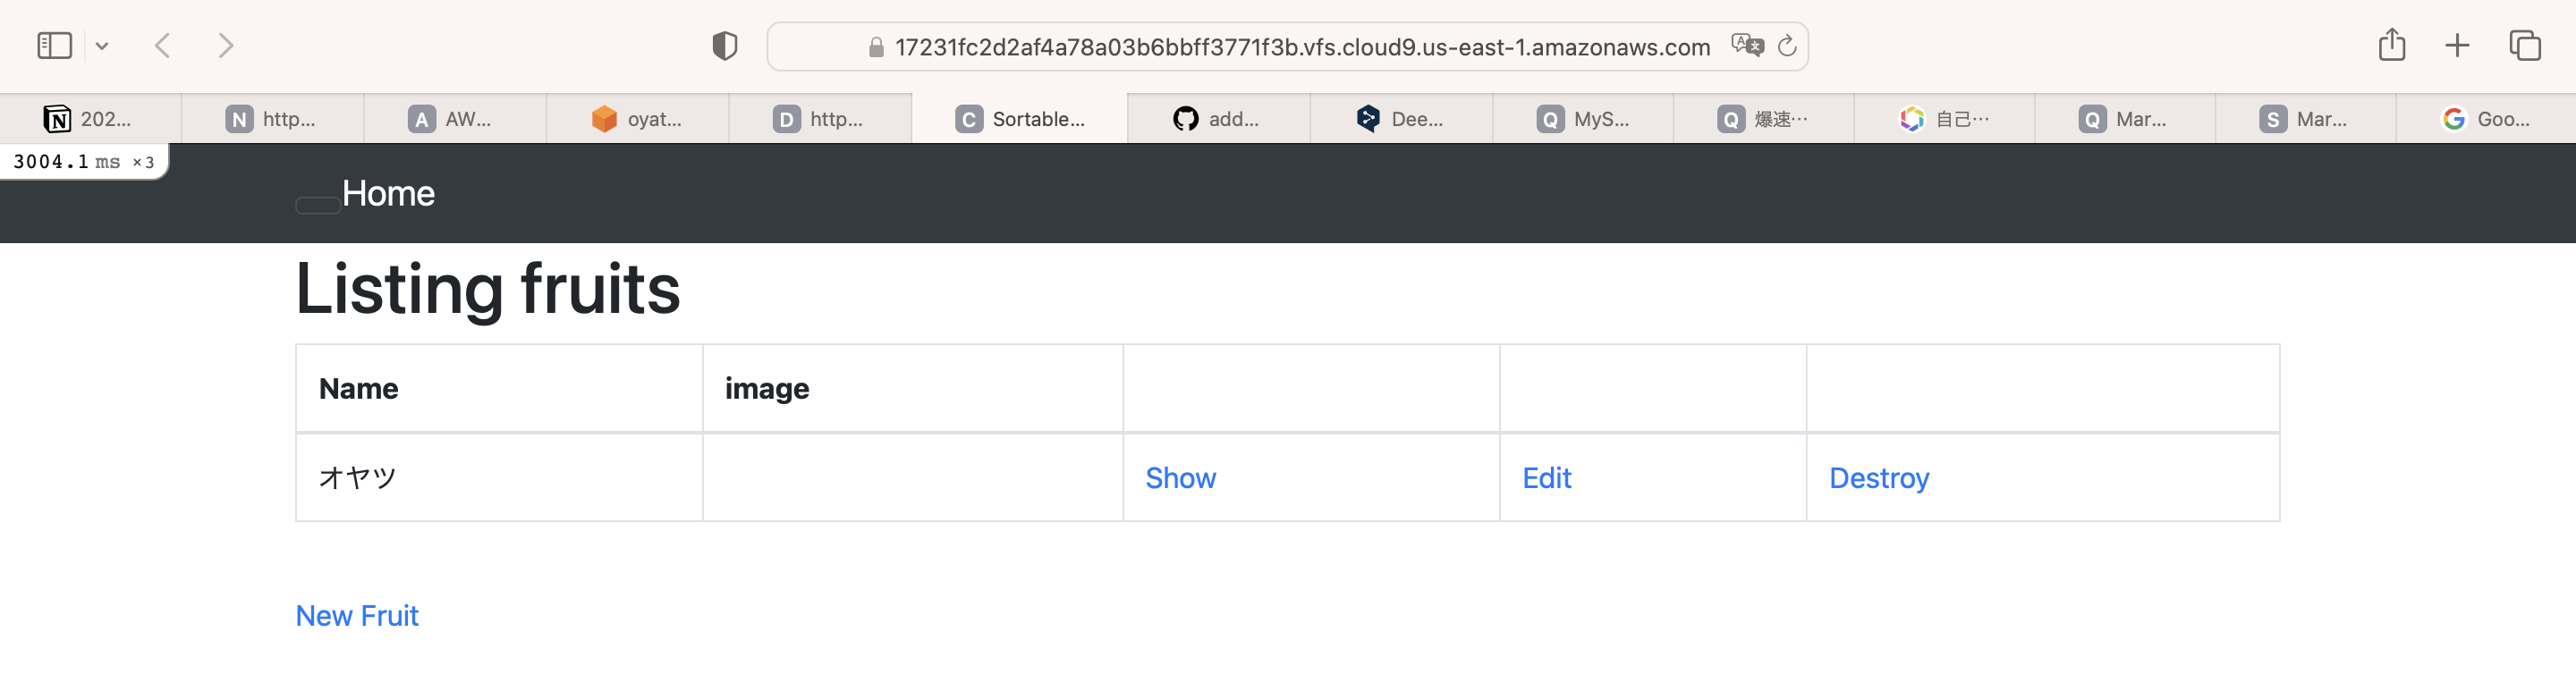 17231fc2d2af4a78a03b6bbff3771f3b.vfs.cloud9.us-east-1.amazonaws.com
202... N http... A AW... oyat... D http... C Sortable... add... Dee... Q MyS... Q 爆速… 自己… Q Mar... S Mar... Goo...
3004.1 ms ×3
Home
Listing fruits
Name image
オヤツ Show Edit Destroy
New Fruit